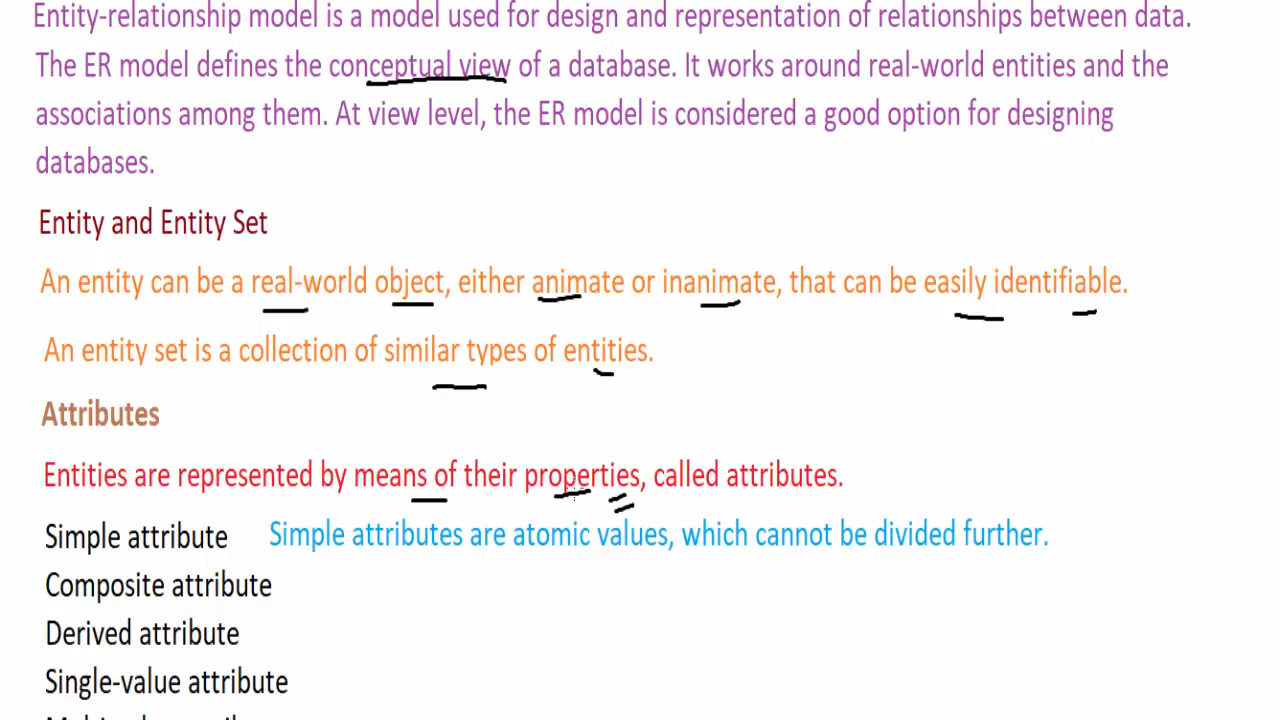 Entity-relationship model is a model used for design and representation of relationships between data.
The ER model defines the conceptual view of a database. It works around real-world entities and the
associations among them. At view level, the ER model is considered a good option for designing
databases.
Entity and Entity Set
An entity can be a real-world object, either animate or inanimate, that can be easily identifiable.
An entity set is a collection of similar types of entities.
Attributes
Entities are represented by means of their properties, called attributes.
Simple attribute Simple attributes are atomic values, which cannot be divided further.
Composite attribute
Derived attribute
Single-value attribute